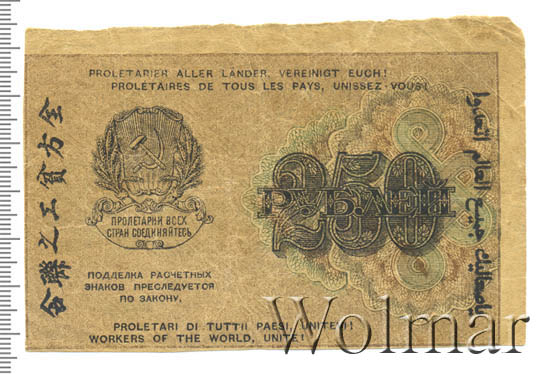 PROLETARIER ALLER LÄNDER, VEREINIGT EUCH!
PROLÉTAIRES DE TOUS LES PAYS, UNISSEZ-VOUS!
250
РУБЛЕЙ
ПРОЛЕТАРИИ ВСЕХ
СТРАН СОЕДИНЯЙТЕСЬ
ПОДДЕЛКА РАСЧЕТНЫХ
ЗНАКОВ ПРЕСЛЕДУЕТСЯ
ПО ЗАКОНУ.
PROLETARI DI TUTTI I PAESI, UNITEVI!
WORKERS OF THE WORLD, UNITE!
Wolmar